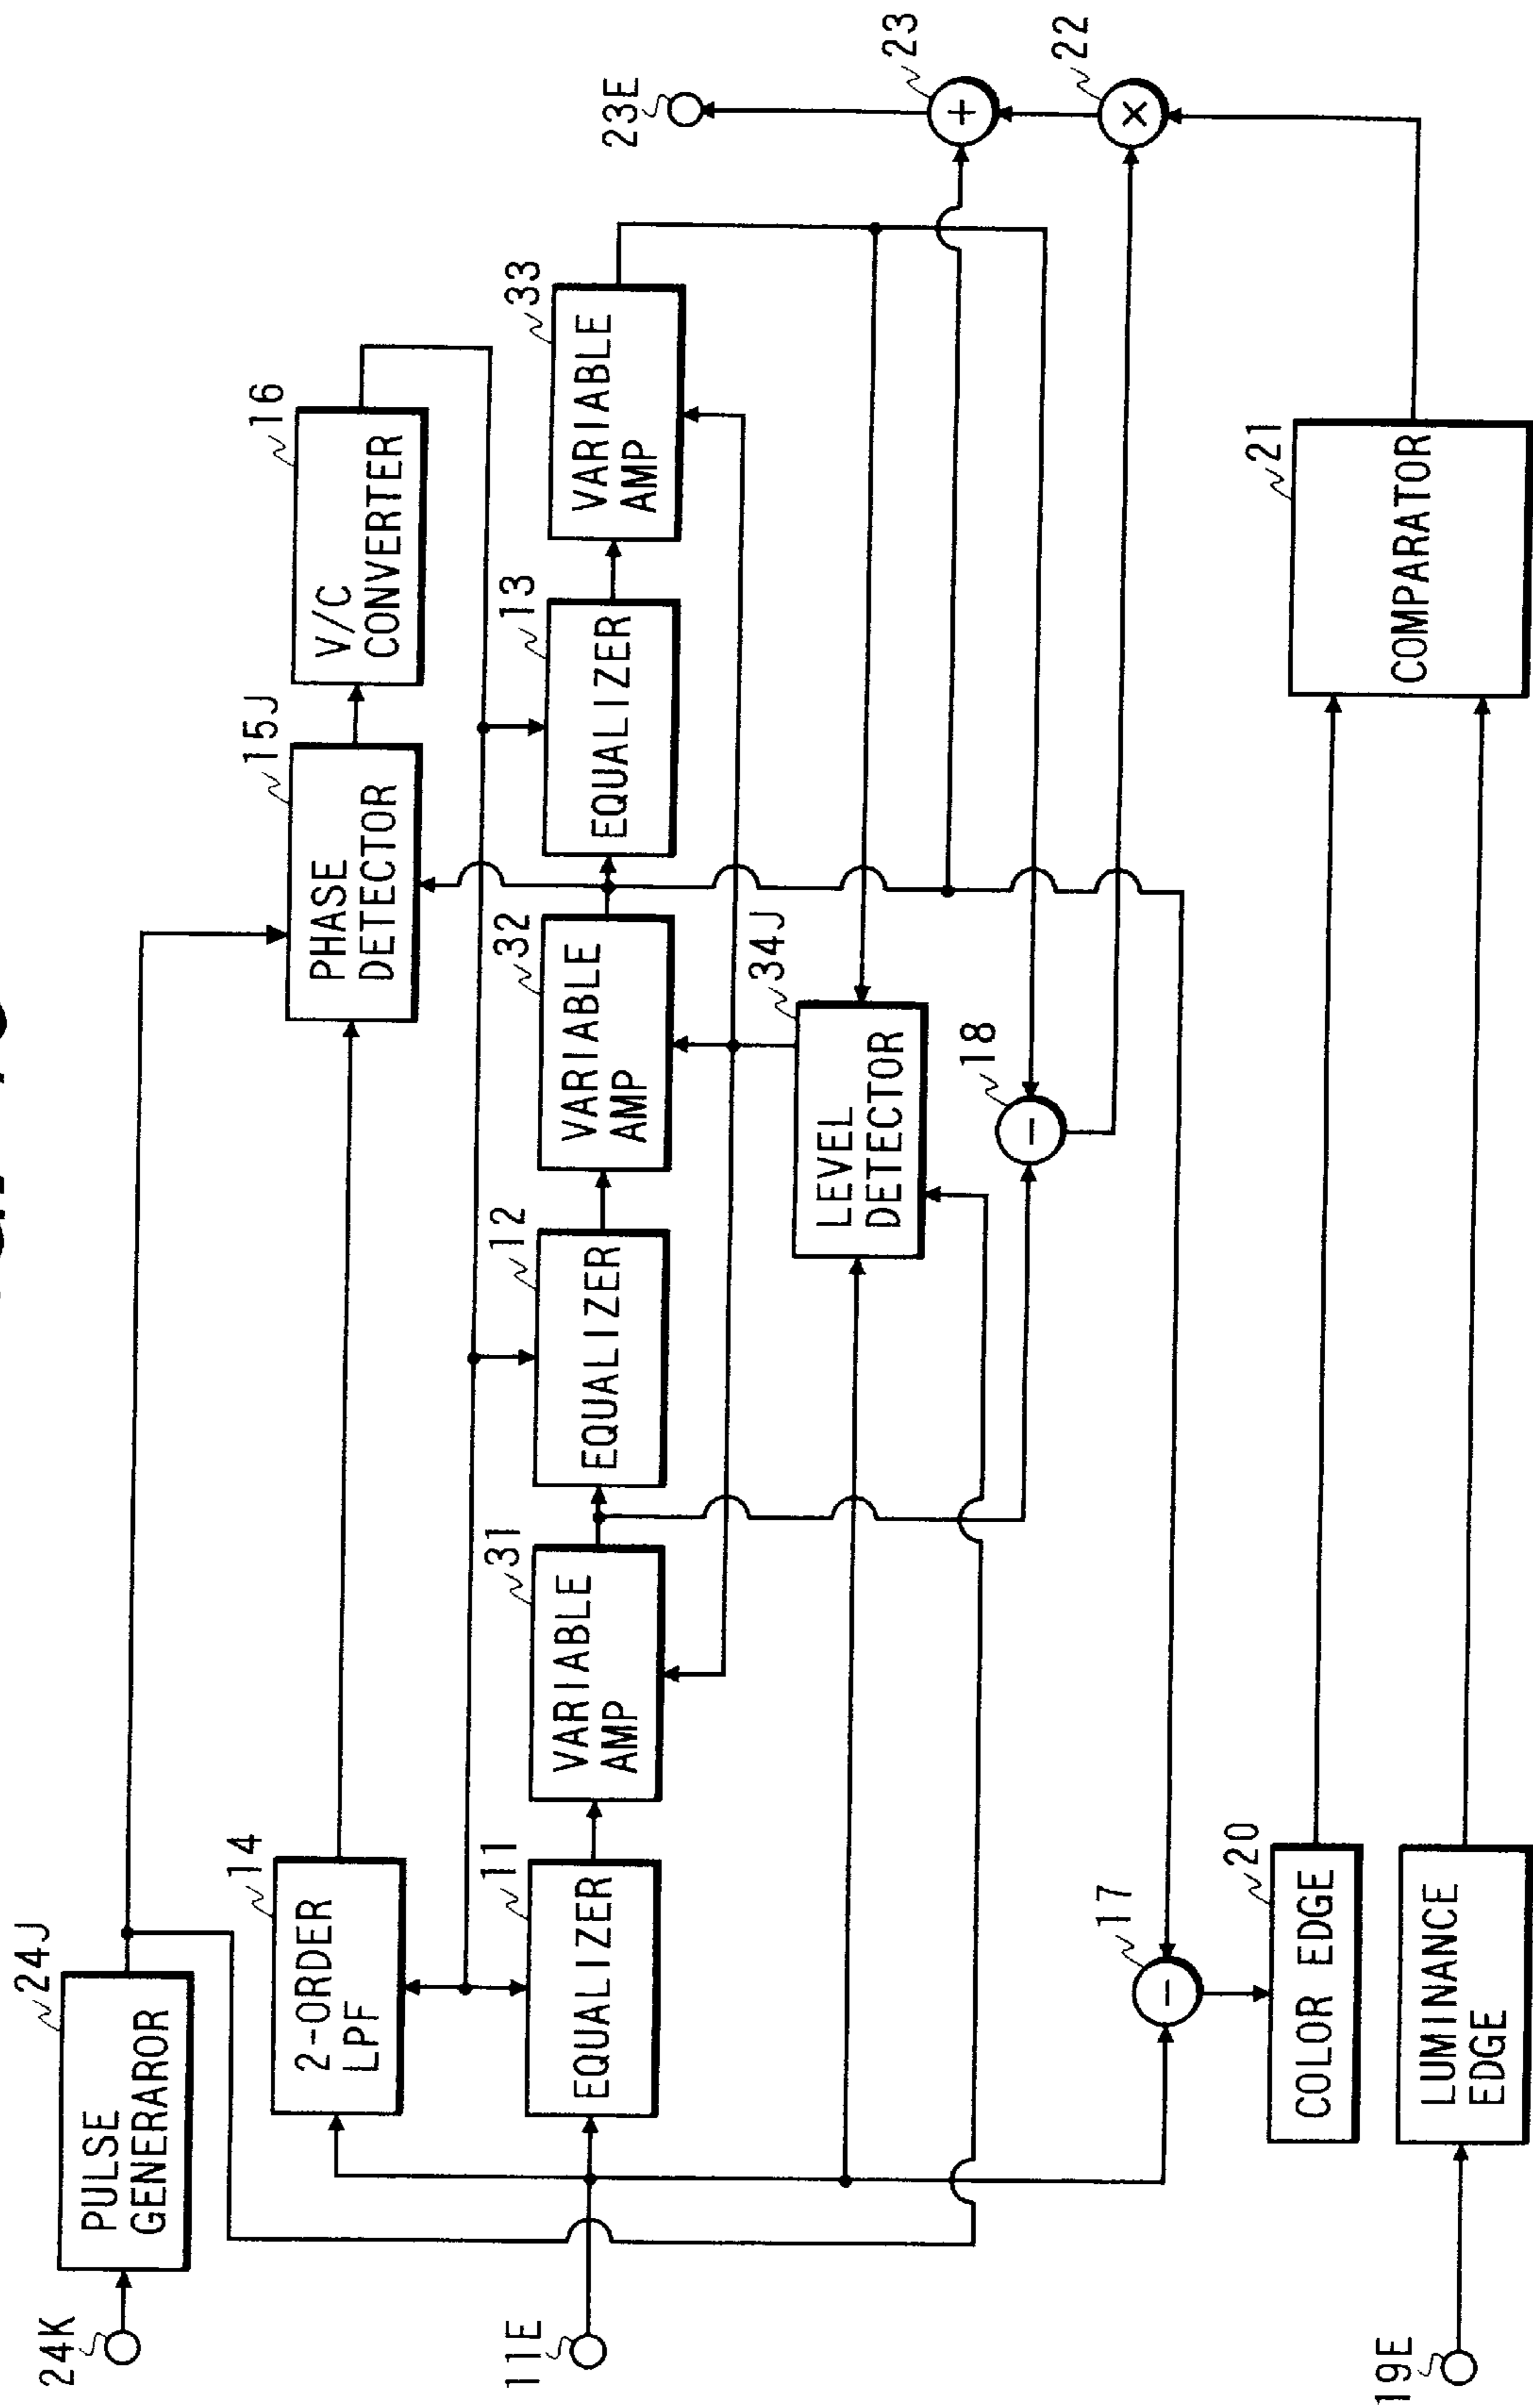 24K
24J
PULSE
GENERAROR
14
2-ORDER
LPF
15J
PHASE
DETECTOR
16
V/C
CONVERTER
11E
11
EQUALIZER
31
VARIABLE
AMP
12
EQUALIZER
32
VARIABLE
AMP
13
EQUALIZER
33
VARIABLE
AMP
23E
34J
LEVEL
DETECTOR
18
−
23
+
22
×
17
−
20
COLOR EDGE
21
COMPARATOR
19E
LUMINANCE
EDGE